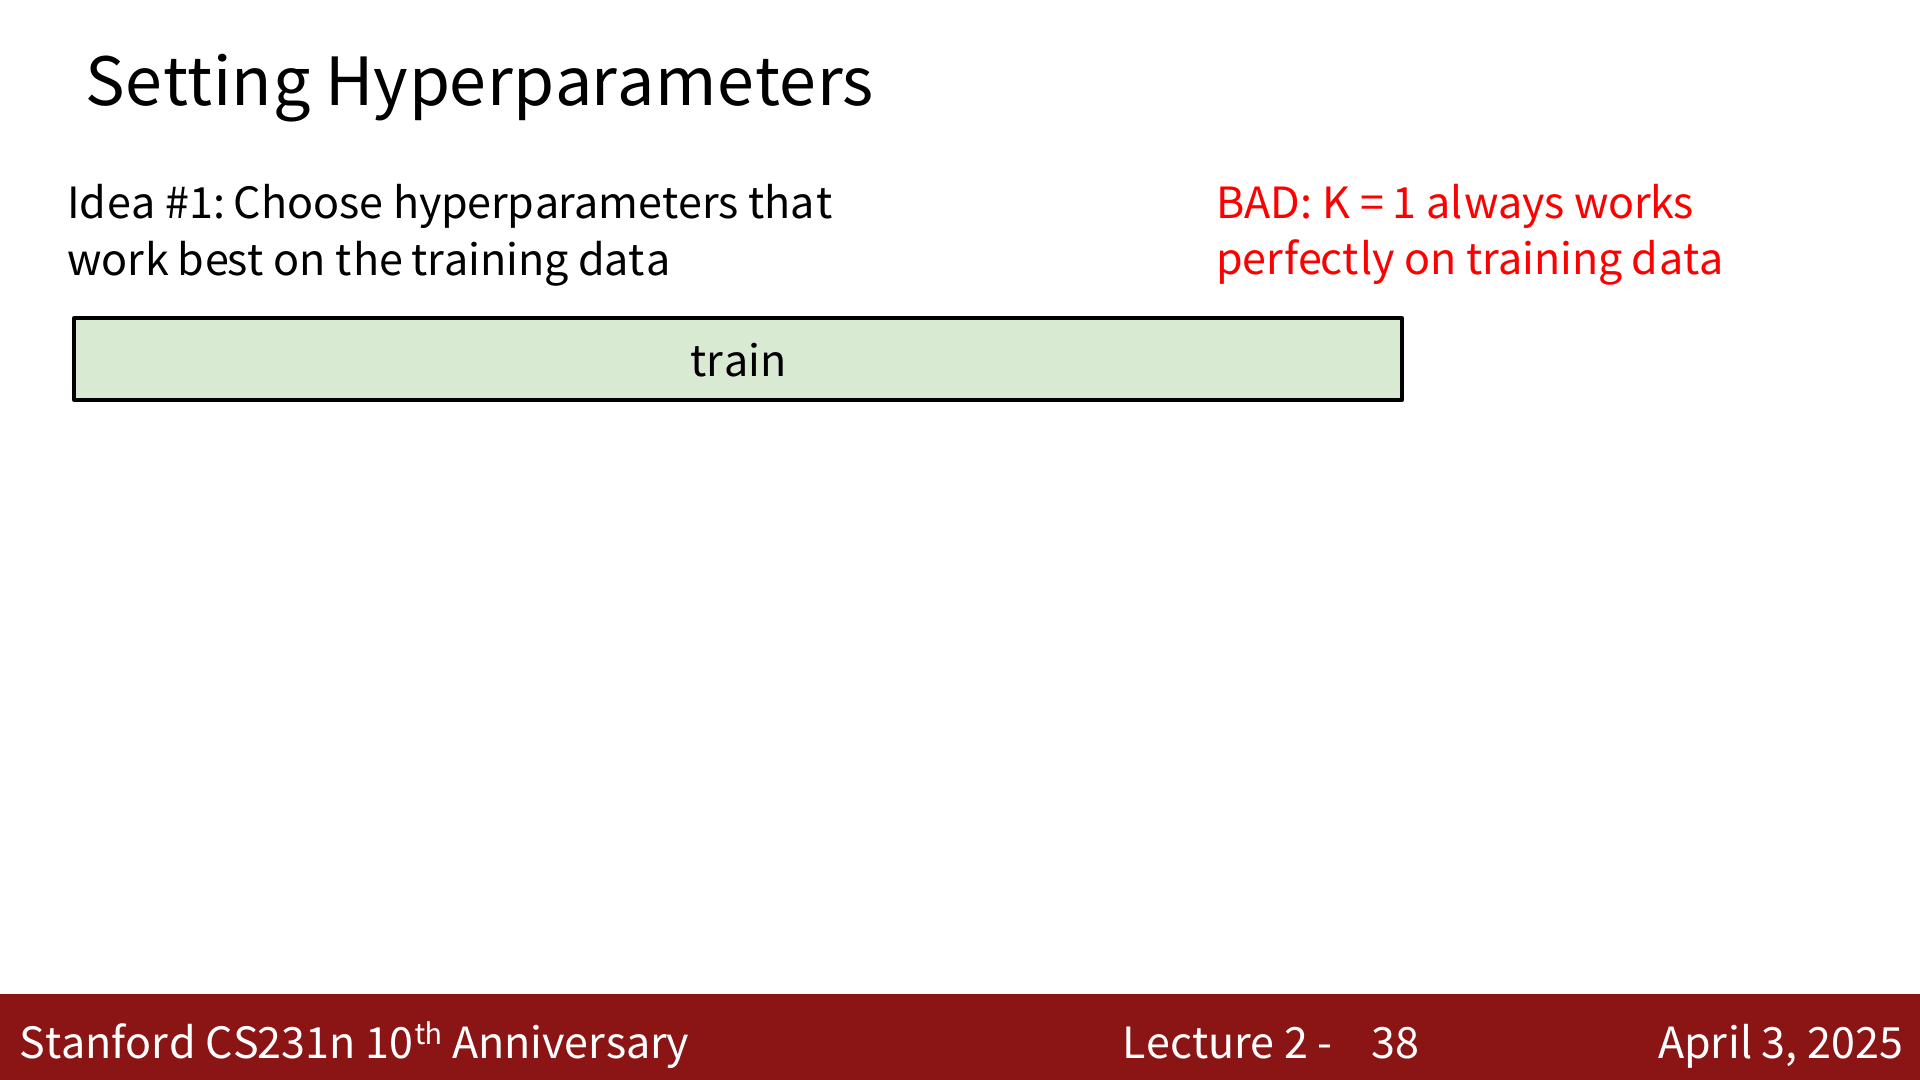 Setting Hyperparameters
Idea #1: Choose hyperparameters that
work best on the training data
BAD: K = 1 always works
perfectly on training data
train
Stanford CS231n 10th Anniversary
Lecture 2 - 38
April 3, 2025